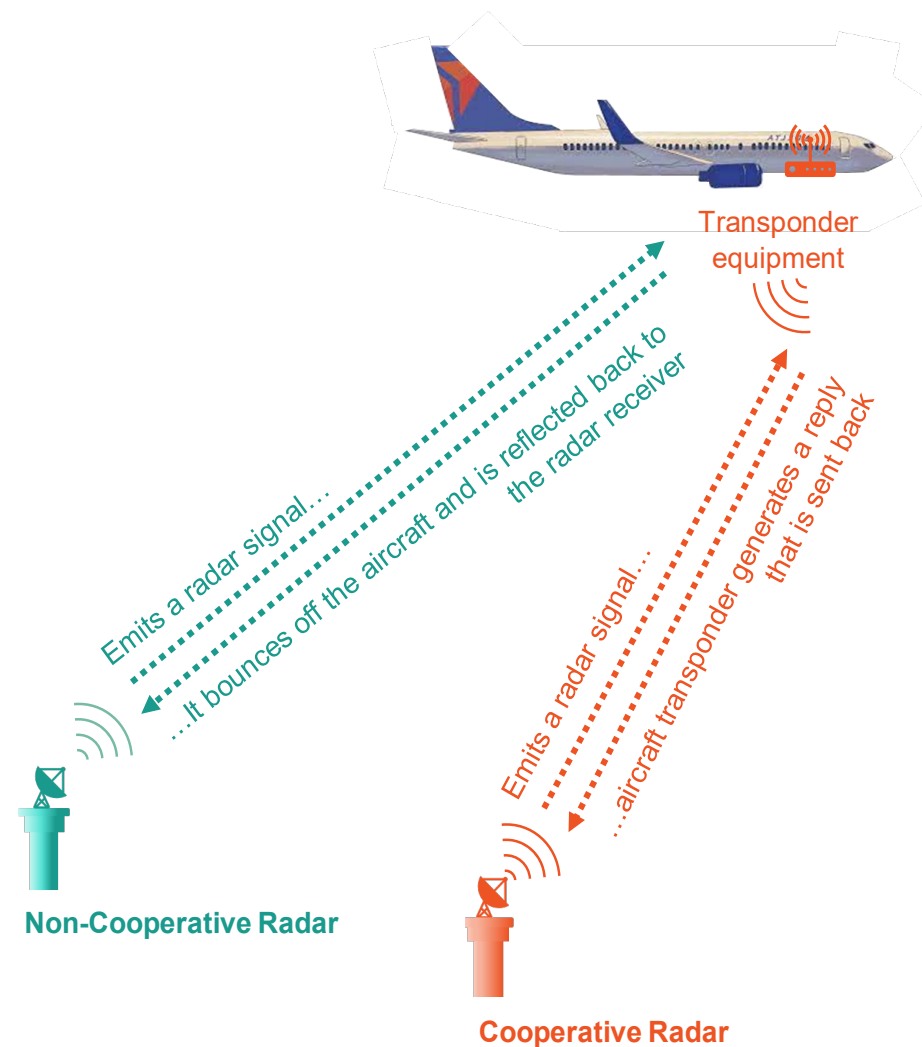 Transponder
equipment
Emits a radar signal…
…It bounces off the aircraft and is reflected back to
the radar receiver
Emits a radar signal…
…aircraft transponder generates a reply
that is sent back
Non-Cooperative Radar
Cooperative Radar